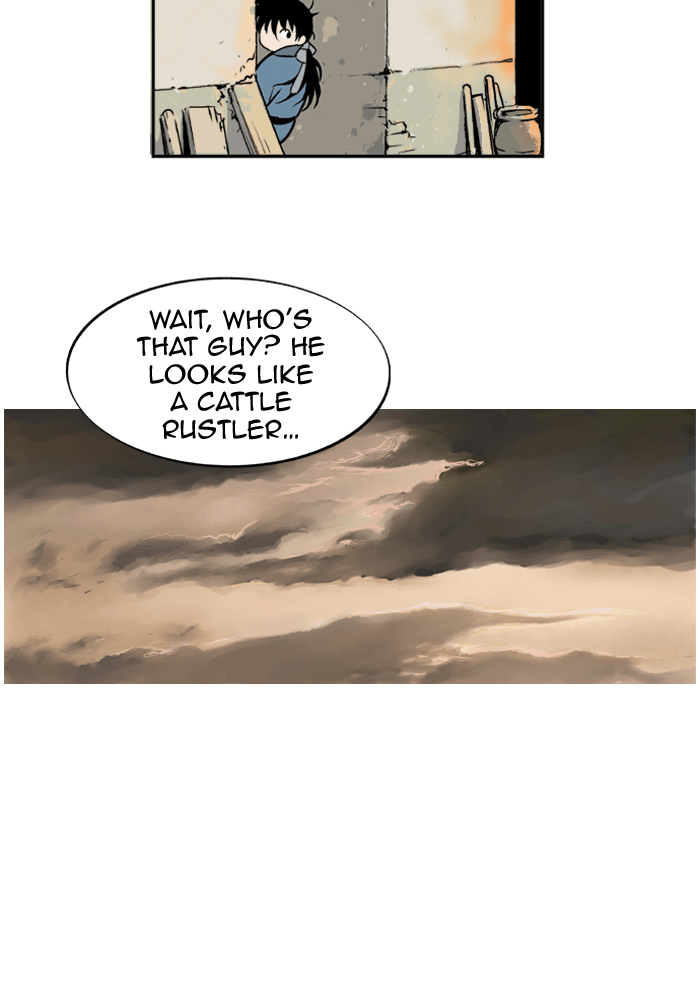 WAIT, WHO'S
THAT GUY? HE
LOOKS LIKE
A CATTLE
RUSTLER...